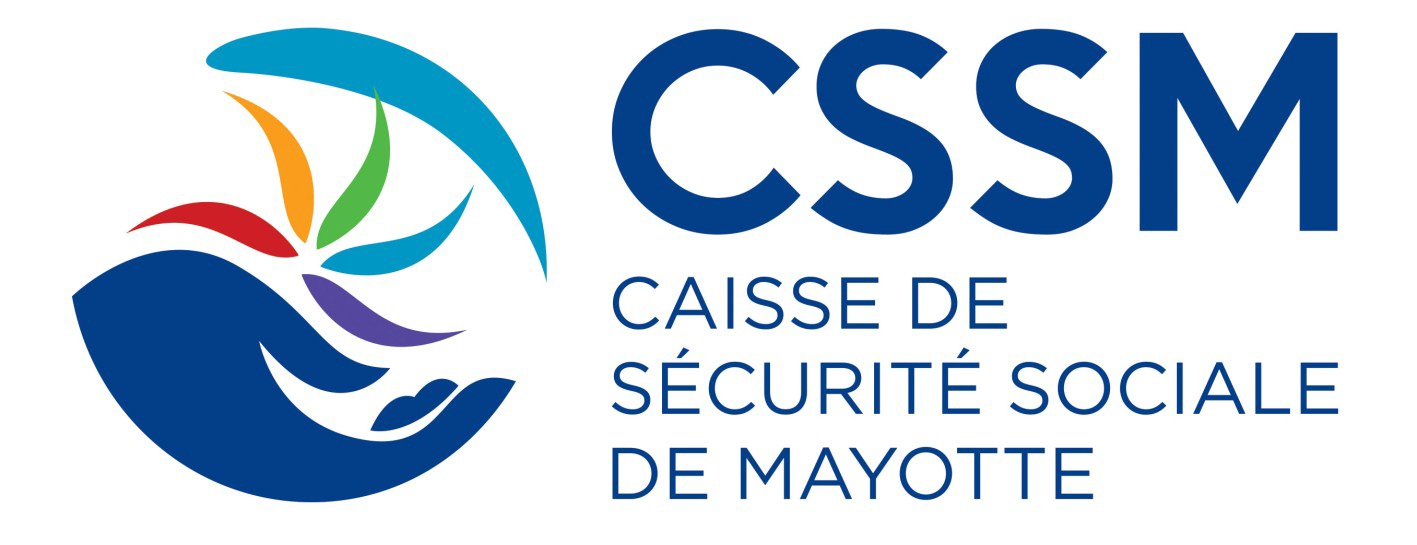 CSSM
CAISSE DE
SÉCURITÉ SOCIALE
DE MAYOTTE